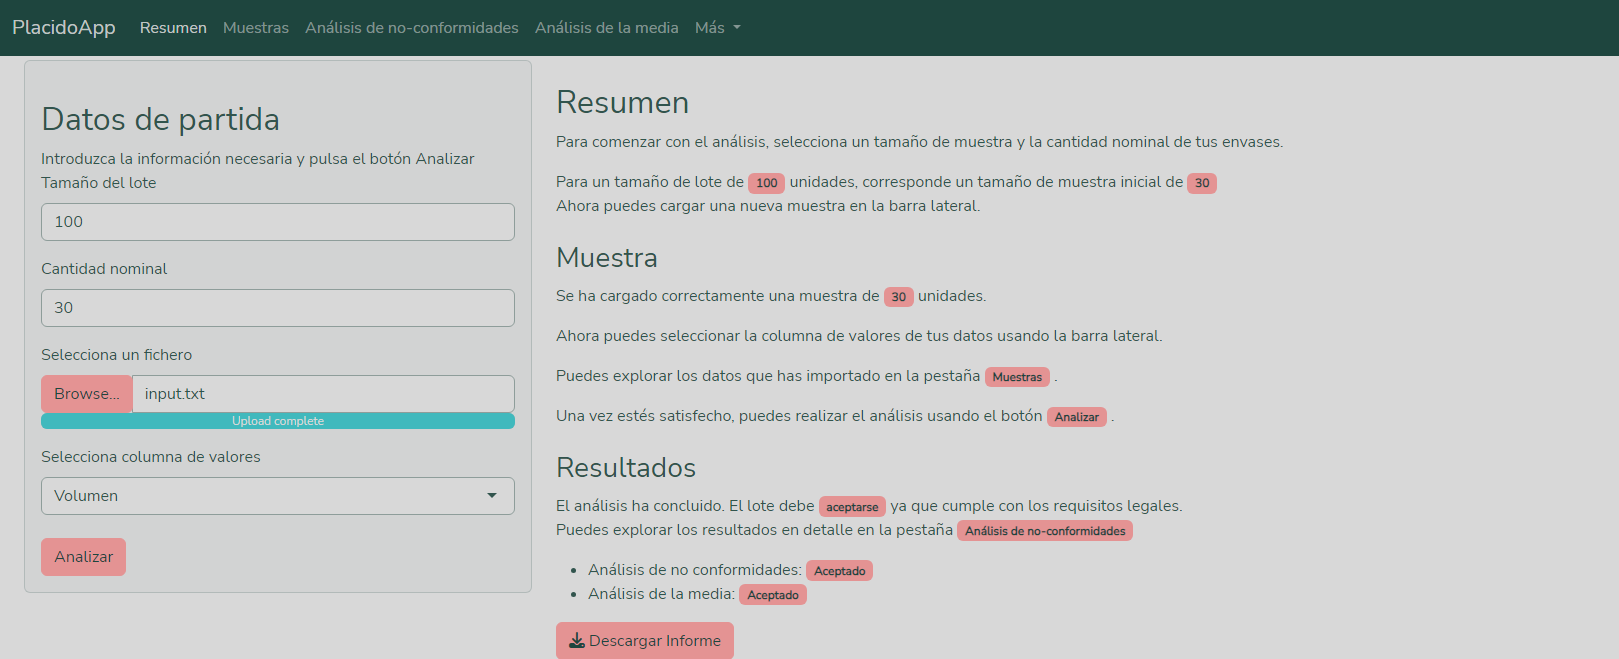 PlacidoApp Resumen Muestras Análisis de no-conformidades Análisis de la media Más
Datos de partida
Introduzca la información necesaria y pulsa el botón Analizar
Tamaño del lote
100
Cantidad nominal
30
Selecciona un fichero
Browse... input.txt
Upload complete
Selecciona columna de valores
Volumen
Analizar
Resumen
Para comenzar con el análisis, selecciona un tamaño de muestra y la cantidad nominal de tus envases.
Para un tamaño de lote de 100 unidades, corresponde un tamaño de muestra inicial de 30
Ahora puedes cargar una nueva muestra en la barra lateral.
Muestra
Se ha cargado correctamente una muestra de 30 unidades.
Ahora puedes seleccionar la columna de valores de tus datos usando la barra lateral.
Puedes explorar los datos que has importado en la pestaña Muestras .
Una vez estés satisfecho, puedes realizar el análisis usando el botón Analizar .
Resultados
El análisis ha concluido. El lote debe aceptarse ya que cumple con los requisitos legales.
Puedes explorar los resultados en detalle en la pestaña Análisis de no-conformidades
• Análisis de no conformidades: Aceptado
• Análisis de la media: Aceptado
Descargar Informe